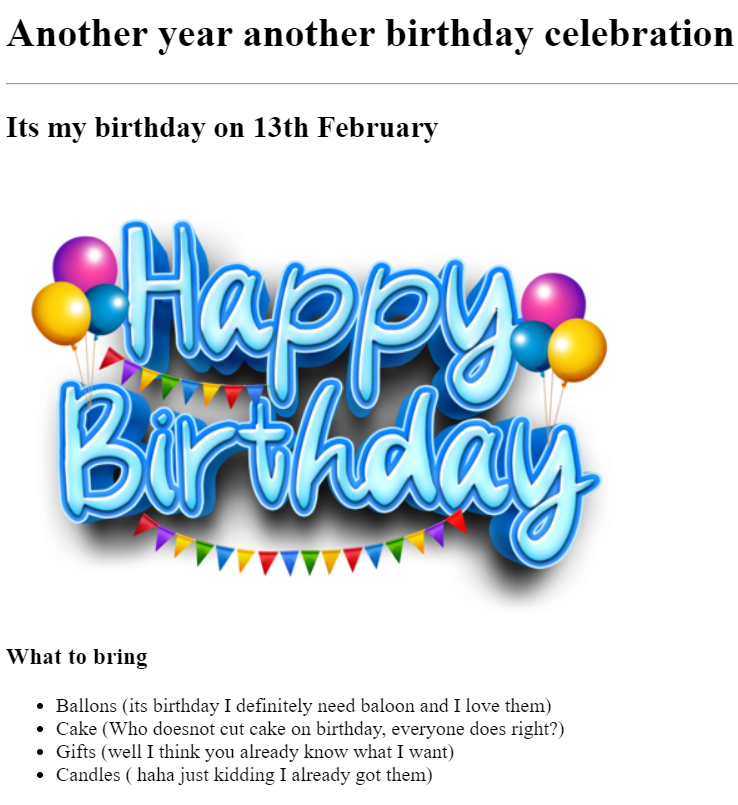 Another year another birthday celebration
Its my birthday on 13th February
Happy
Birthday
What to bring
Ballons (its birthday I definitely need baloon and I love them)
Cake (Who doesnot cut cake on birthday, everyone does right?)
Gifts (well I think you already know what I want)
Candles ( haha just kidding I already got them)